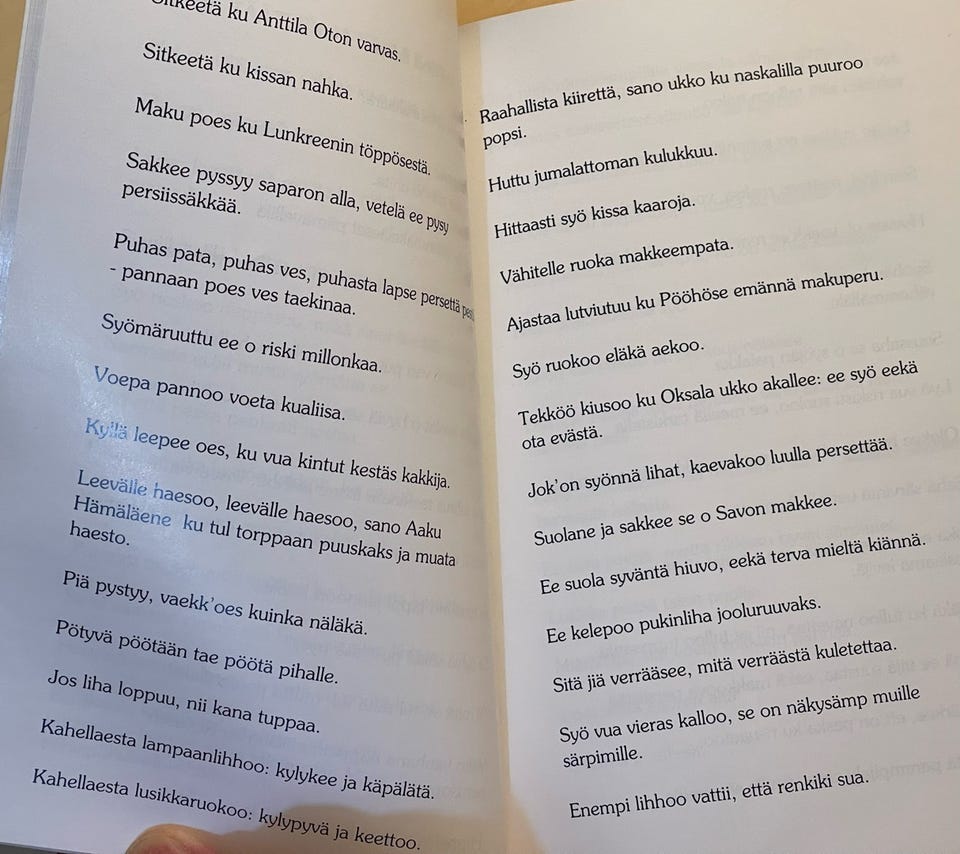 Sitkeetä ku Anttila Oton varvas.
Sitkeetä ku kissan nahka.
Maku poes ku Lunkreenin töppösestä.
Sakkee pyssyy saparon alla, vetelä ee pysy
persiissäkkää.
Puhas pata, puhas ves, puhasta lapse persettä
- pannaan poes ves taekinaa.
Syömäruuttu ee o riski millonkaa.
Voepa pannoo voeta kualiisa.
Kyllä leepee oes, ku vua kintut kestäs kakkija.
Leevälle haesoo, leevälle haesoo, sano Aaku
Hämäläene ku tul torppaan puuskaks ja muata
haesto.
Piä pystyy, vaekk'oes kuinka näläkä.
Pötyvä pöötään tae pöötä pihalle.
Jos liha loppuu, nii kana tuppaa.
Kahellaesta lampaanlihhoo: kylykee ja käpälätä.
Kahellaesta lusikkaruokoo: kylypyvä ja keettoo.
Raahallista kiirettä, sano ukko ku naskalilla puuroo
popsi.
Huttu jumalattoman kulukkuu.
Hittaasti syö kissa kaaroja.
Vähitelle ruoka makkeempata.
Ajastaa lutviutuu ku Pööhöse emännä makuperu.
Syö ruokoo eläkä aekoo.
Tekköö kiusoo ku Oksala ukko akallee: ee syö eekä
ota evästä.
Jok'on syönnä lihat, kaevakoo luulla persettää.
Suolane ja sakkee se o Savon makkee.
Ee suola syväntä hiuvo, eekä terva mieltä kiännä.
Ee kelepoo pukinliha jooluruuvaks.
Sitä jiä verrääsee, mitä verräästä kuletettaa.
Syö vua vieras kalloo, se on näkysämp muille
särpimille.
Enempi lihhoo vattii, että renkiki sua.